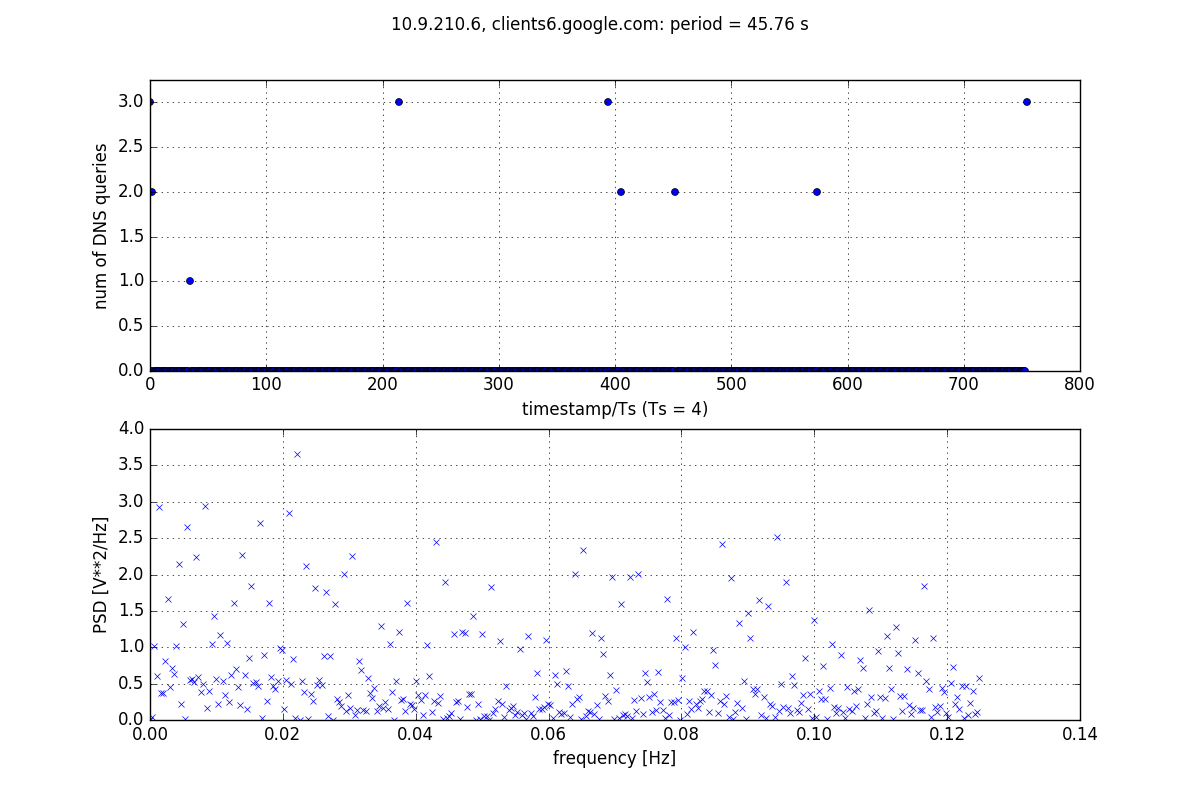 10.9.210.6, clients6.google.com: period = 45.76 s
3.0
2.5
2.0
1.5
1.0
0.5
0.0
num of DNS queries
0 100 200 300 400 500 600 700 800
timestamp/Ts (Ts = 4)
4.0
3.5
3.0
2.5
2.0
1.5
1.0
0.5
0.0
PSD [V**2/Hz]
0.00 0.02 0.04 0.06 0.08 0.10 0.12 0.14
frequency [Hz]